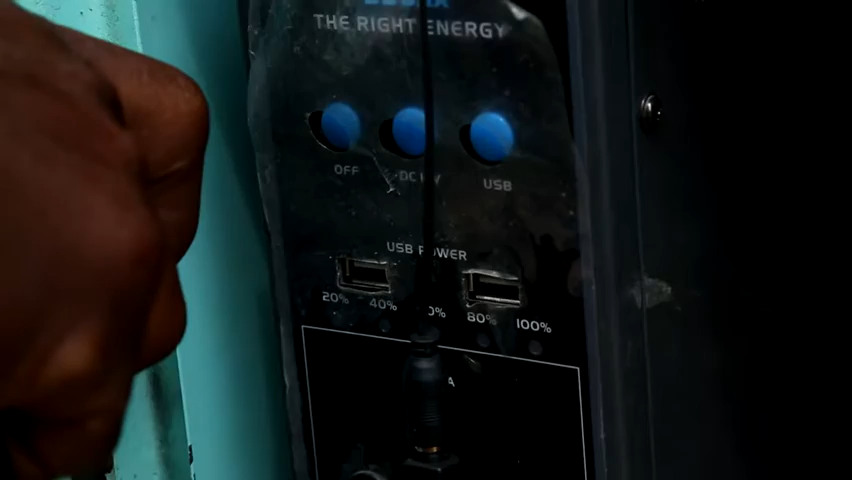 THE RIGHT ENERGY
OFF
USB
USB POWER
20% 40% 80% 100%
A